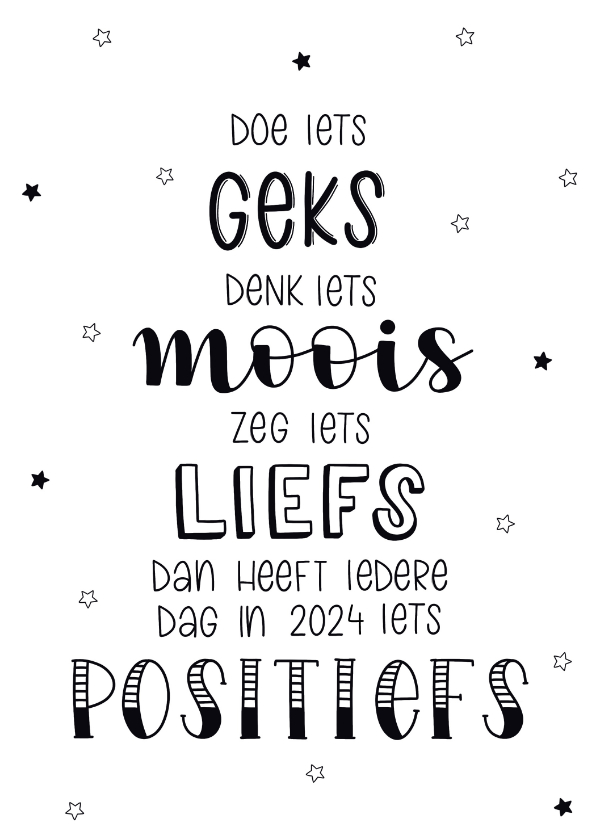 DOE IETS
GEKS
DENK IETS
moois
ZEG IETS
LIEFS
DAN HEEFT IEDERE
DAG IN 2024 IETS
POSITIEFS